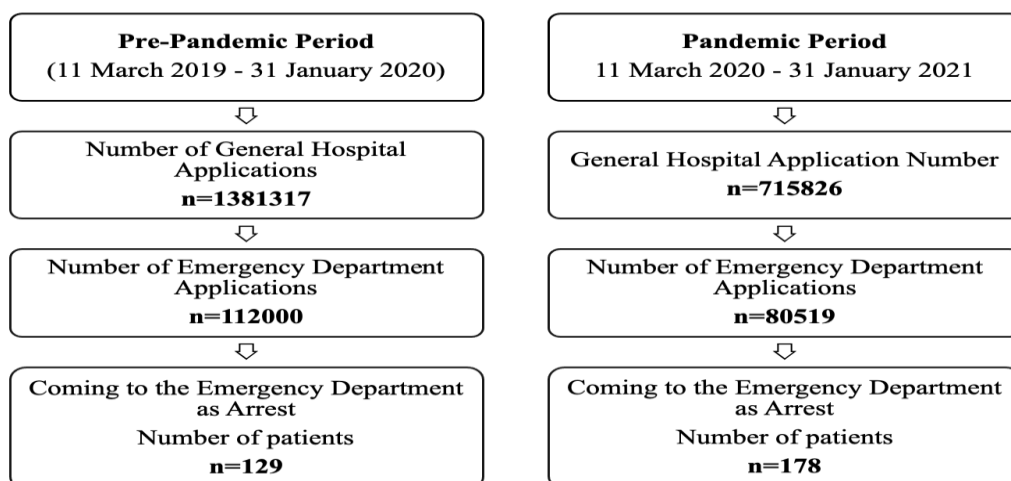 Pre-Pandemic Period
(11 March 2019 - 31 January 2020)
Number of General Hospital
Applications
n=1381317
Number of Emergency Department
Applications
n=112000
Coming to the Emergency Department
as Arrest
Number of patients
n=129
Pandemic Period
11 March 2020 - 31 January 2021
General Hospital Application Number
n=715826
Number of Emergency Department
Applications
n=80519
Coming to the Emergency Department
as Arrest
Number of patients
n=178